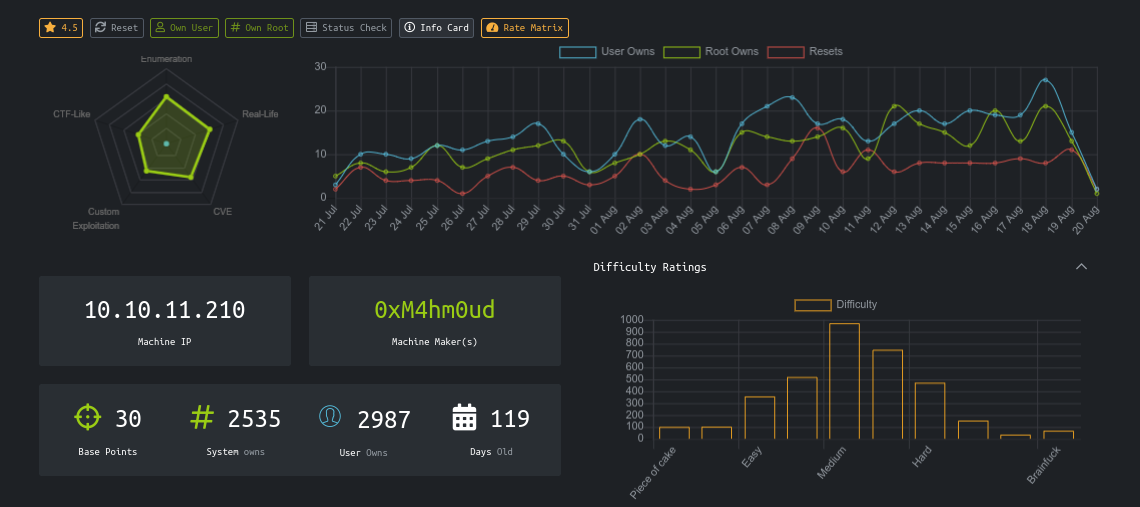 4.5 Reset Own User Own Root Status Check Info Card Rate Matrix
Enumeration
CTF-Like
Real-Life
Custom
Exploitation
CVE
User Owns Root Owns Resets
30
20
10
0
21 Jul 22 Jul 23 Jul 24 Jul 25 Jul 26 Jul 27 Jul 28 Jul 29 Jul 30 Jul 31 Jul 01 Aug 02 Aug 03 Aug 04 Aug 05 Aug 06 Aug 07 Aug 08 Aug 09 Aug 10 Aug 11 Aug 12 Aug 13 Aug 14 Aug 15 Aug 16 Aug 17 Aug 18 Aug 19 Aug 20 Aug
10.10.11.210
Machine IP
0xM4hm0ud
Machine Maker(s)
30
Base Points
2535
System owns
2987
User Owns
119
Days Old
Difficulty Ratings
Difficulty
1000
900
800
700
600
500
400
300
200
100
0
Piece of cake Easy Medium Hard Brainfuck